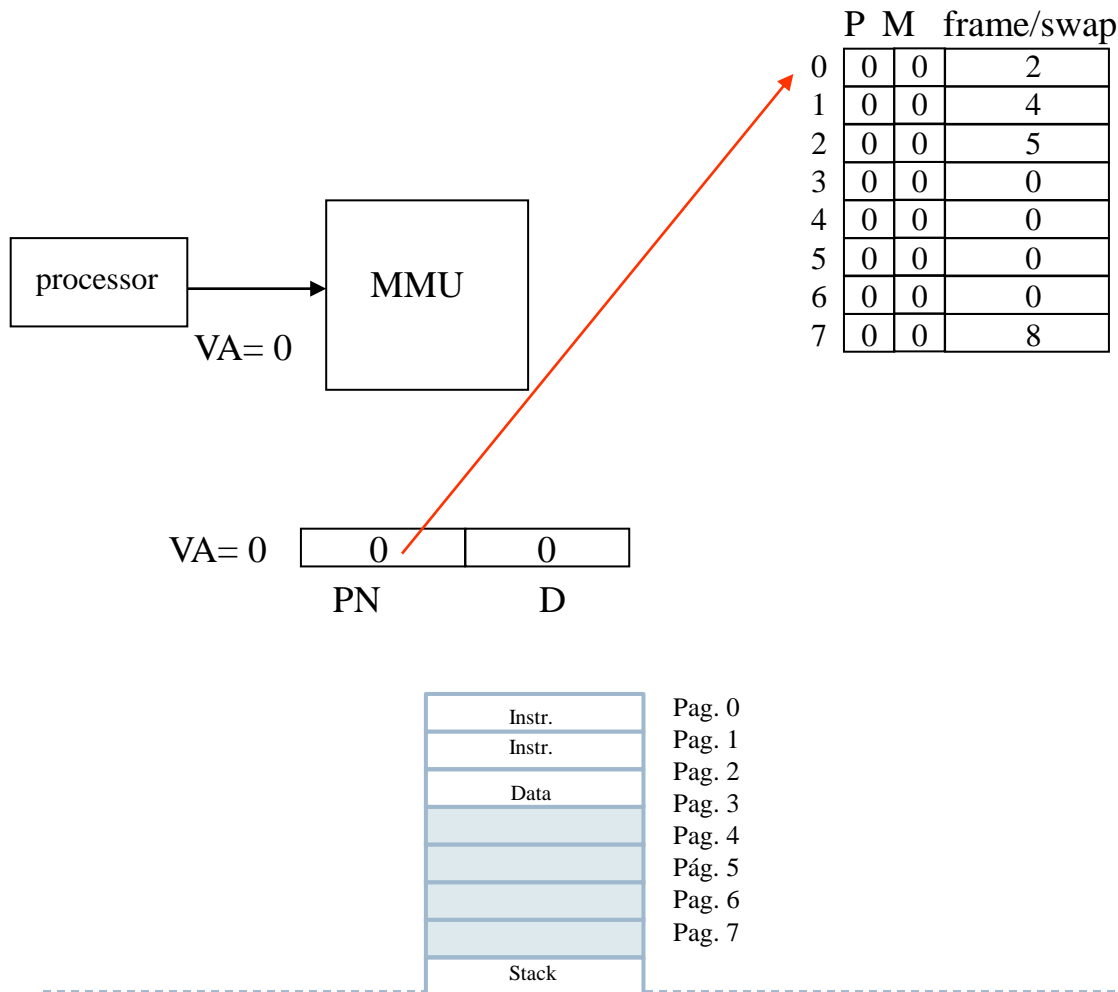 P M frame/swap
0 0 0 2
1 0 0 4
2 0 0 5
3 0 0 0
4 0 0 0
5 0 0 0
6 0 0 0
7 0 0 8
processor
MMU
VA= 0
VA= 0 0 0
PN D
Instr. Pag. 0
Instr. Pag. 1
Pag. 2
Data Pag. 3
Pag. 4
Pág. 5
Pag. 6
Pag. 7
Stack